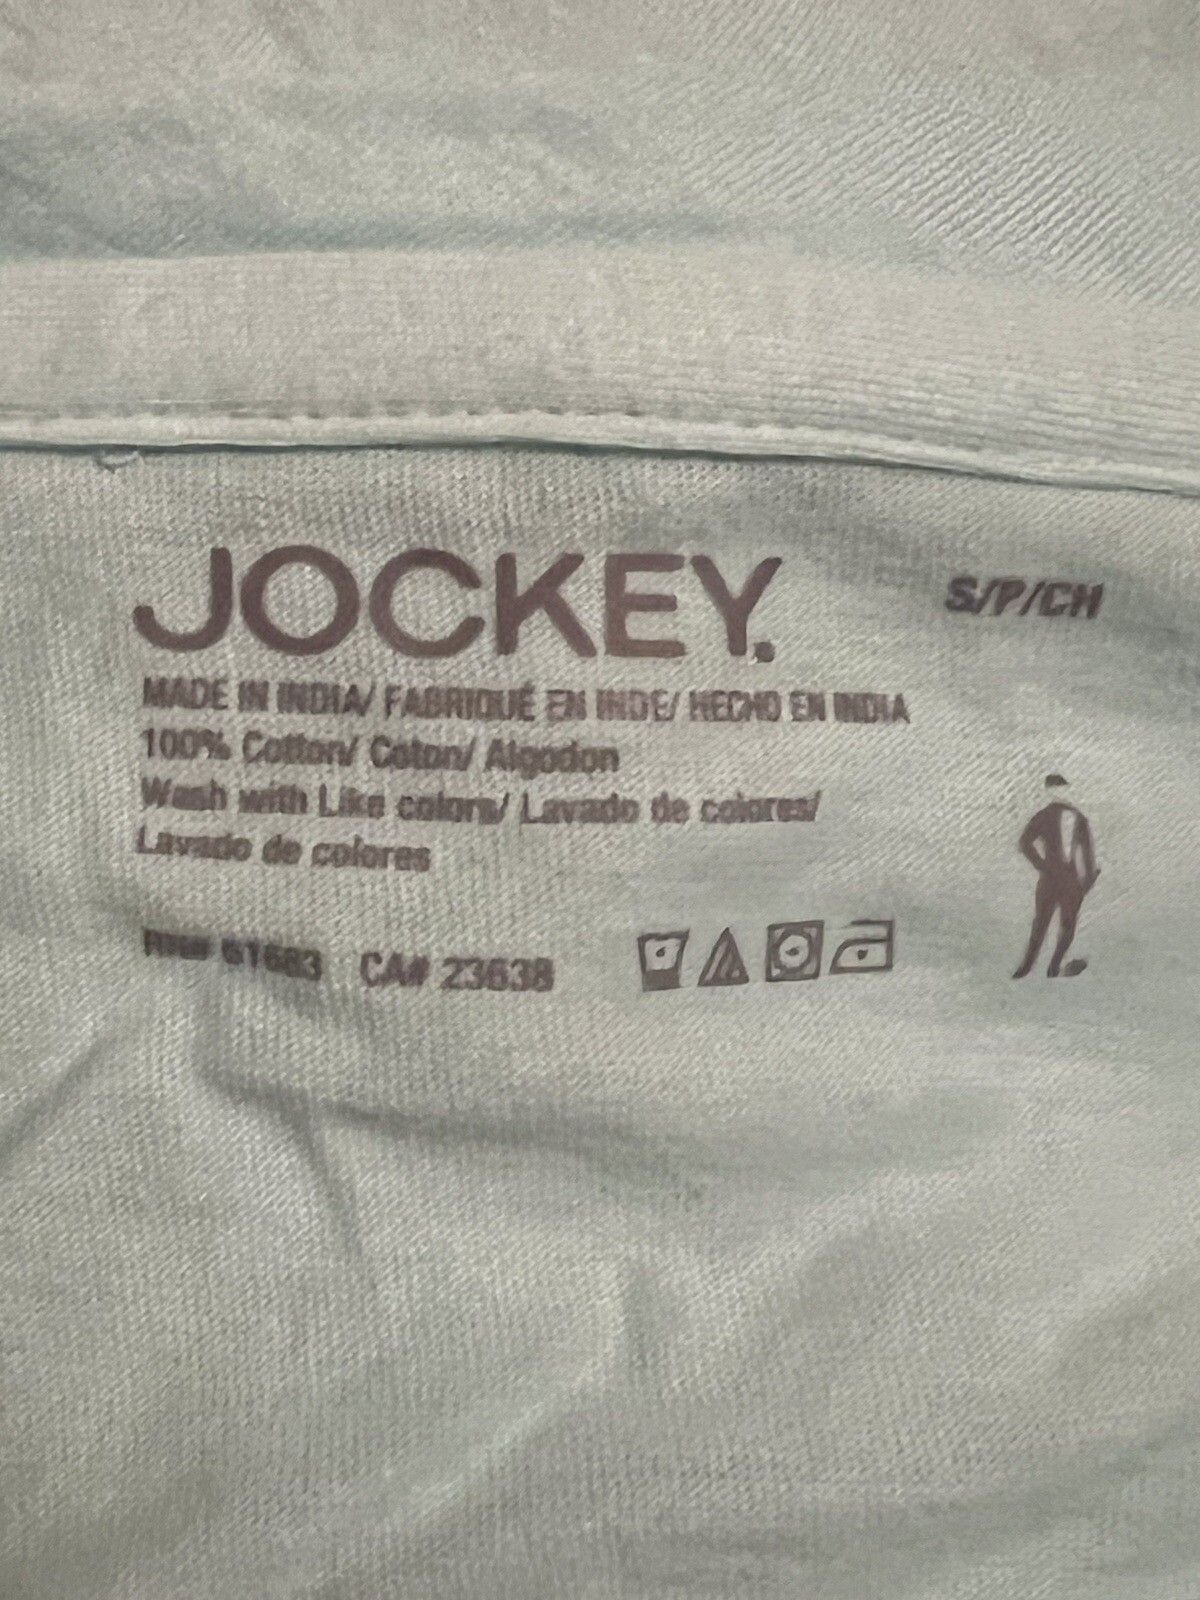 JOCKEY.
S/P/CH
MADE IN INDIA/ FABRIQUÉ EN INDE/ HECHO EN INDIA
100% Cotton/ Coton/ Algodon
Wash with Like colors/ Lavado de colores/
Lavado de colores
CA# 23638